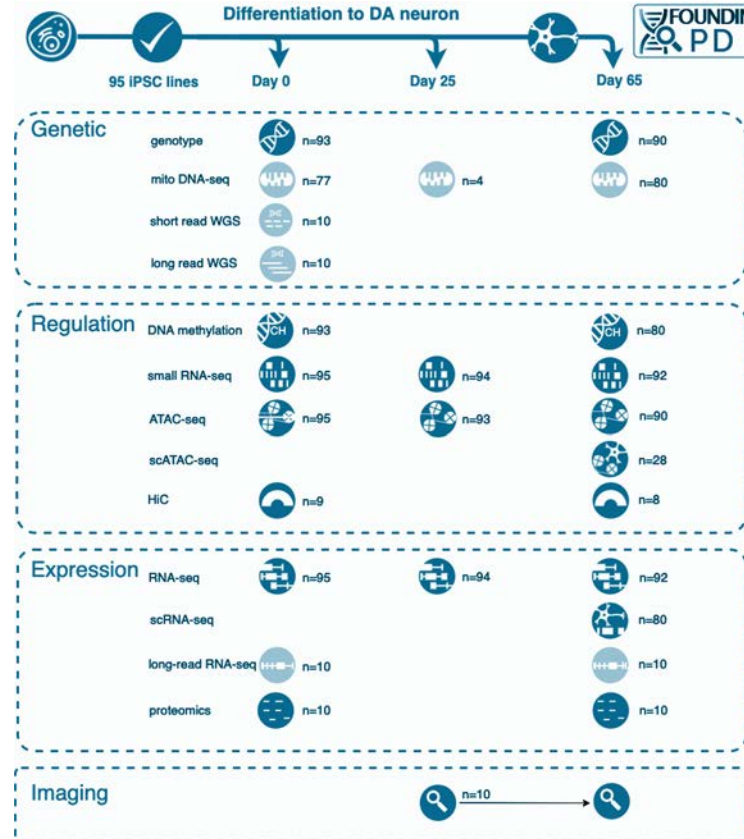 Differentiation to DA neuron
FOUNDIN
PD
95 iPSC lines Day 0 Day 25 Day 65
Genetic
genotype n=93 n=90
mito DNA-seq n=77 n=4 n=80
short read WGS n=10
long read WGS n=10
Regulation
DNA methylation CH n=93 CH n=80
small RNA-seq n=95 n=94 n=92
ATAC-seq n=95 n=93 n=90
scATAC-seq n=28
HiC n=9 n=8
Expression
RNA-seq n=95 n=94 n=92
scRNA-seq n=80
long-read RNA-seq n=10 n=10
proteomics n=10 n=10
Imaging
n=10